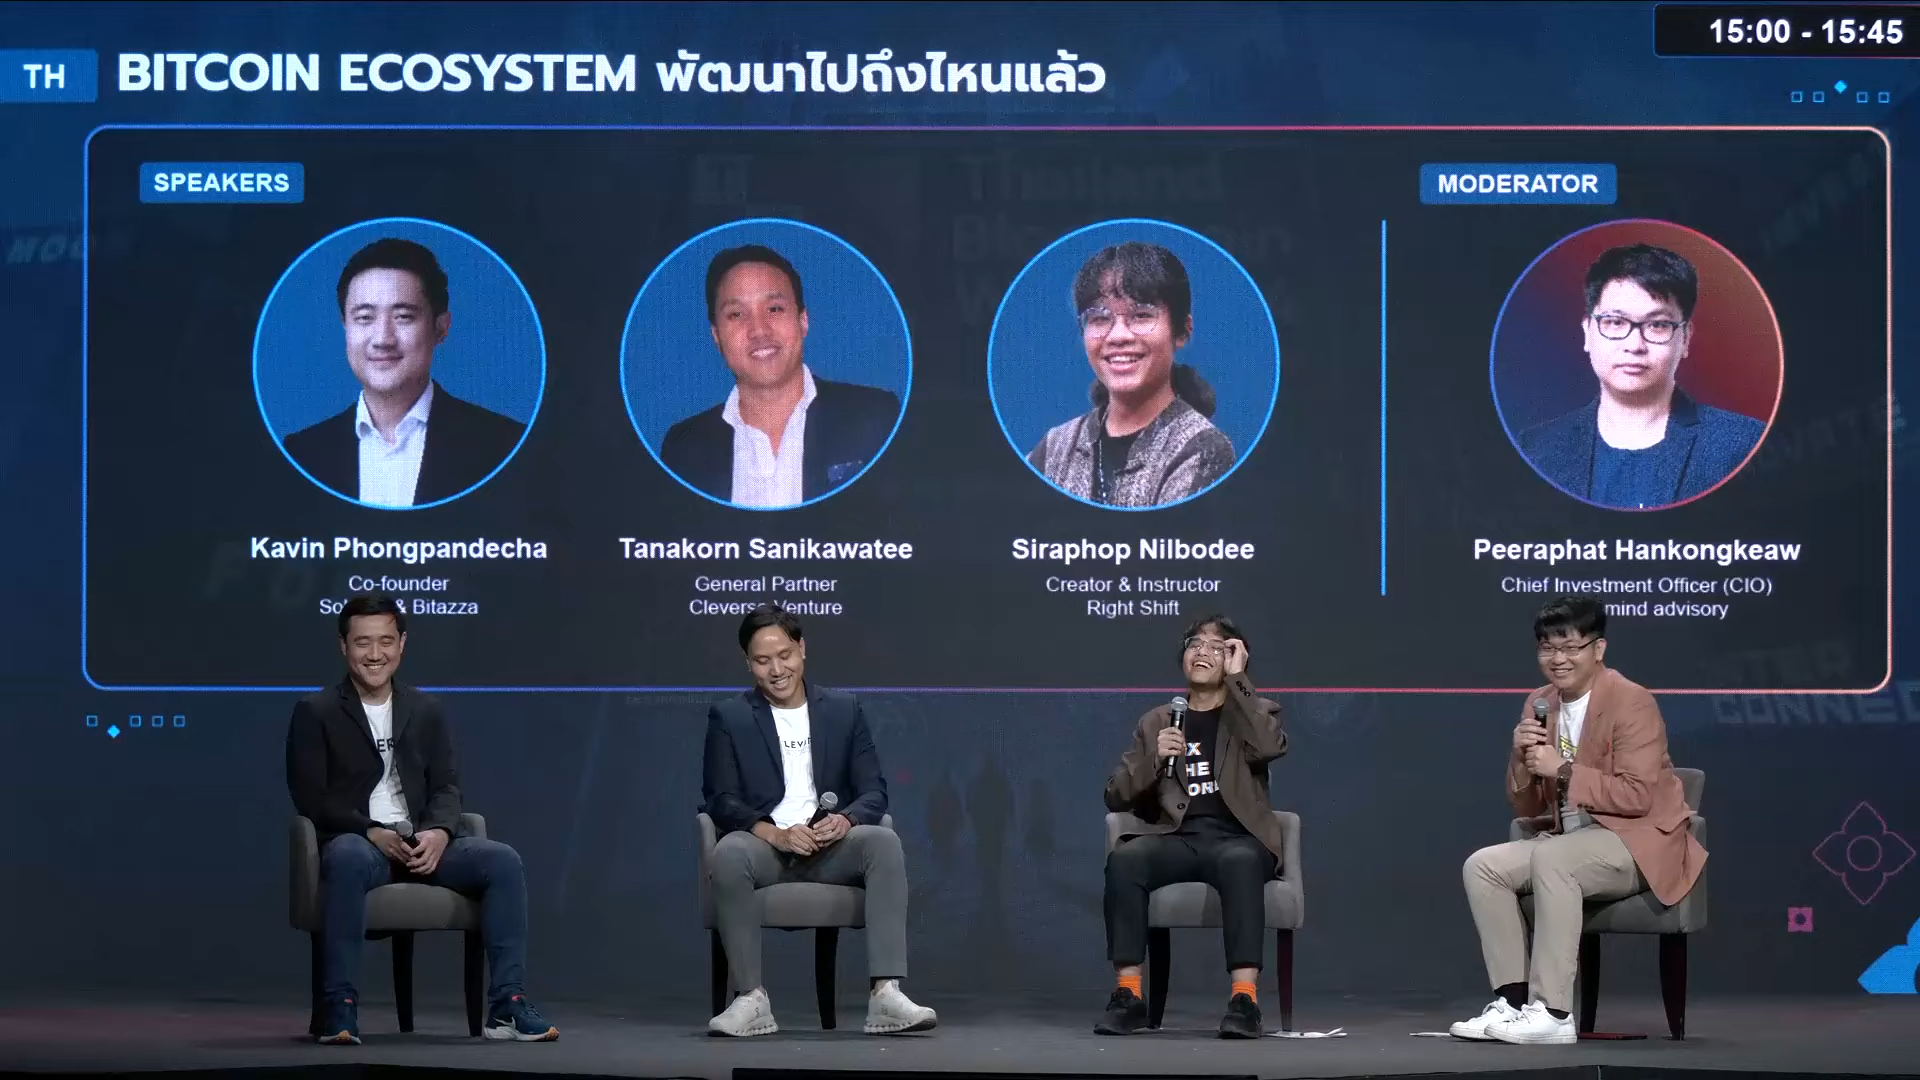 15:00 - 15:45
TH
BITCOIN ECOSYSTEM พัฒนาไปถึงไหนแล้ว
SPEAKERS
MODERATOR
Kavin Phongpandecha
Co-founder
& Bitazza
Tanakorn Sanikawatee
General Partner
Cleverse Venture
Siraphop Nilbodee
Creator & Instructor
Right Shift
Peeraphat Hankongkeaw
Chief Investment Officer (CIO)
mind advisory